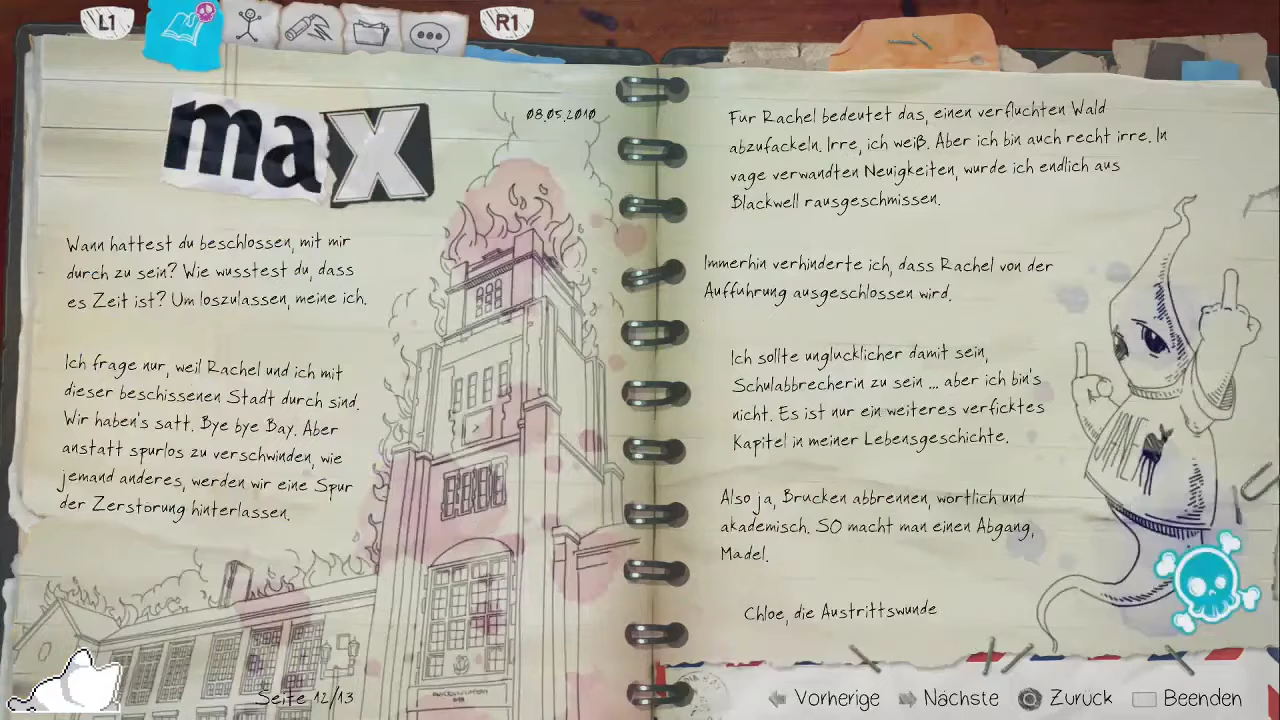 L1
R1
max
08.05.2010
Wann hattest du beschlossen, mit mir
durch zu sein? Wie wusstest du, dass
es Zeit ist? Um loszulassen, meine ich.
Ich frage nur, weil Rachel und ich mit
dieser beschissenen Stadt durch sind.
Wir haben's satt. Bye bye Bay. Aber
anstatt spurlos zu verschwinden, wie
jemand anderes, werden wir eine Spur
der Zerstörung hinterlassen.
Seite 12/13
Fur Rachel bedeutet das, einen verfluchten Wald
abzufackeln. Irre, ich weiß. Aber ich bin auch recht irre. In
vage verwandten Neuigkeiten, wurde ich endlich aus
Blackwell rausgeschmissen.
Immerhin verhinderte ich, dass Rachel von der
Auffuhrung ausgeschlossen wird.
Ich sollte unglucklicher damit sein,
Schulabbrecherin zu sein ... aber ich bin's
nicht. Es ist nur ein weiteres verficktes
Kapitel in meiner Lebensgeschichte.
Also ja, Brucken abbrennen, wortlich und
akademisch. SO macht man einen Abgang,
Madel.
Chloe, die Austrittswunde
Vorherige
Nächste
Zurück
Beenden